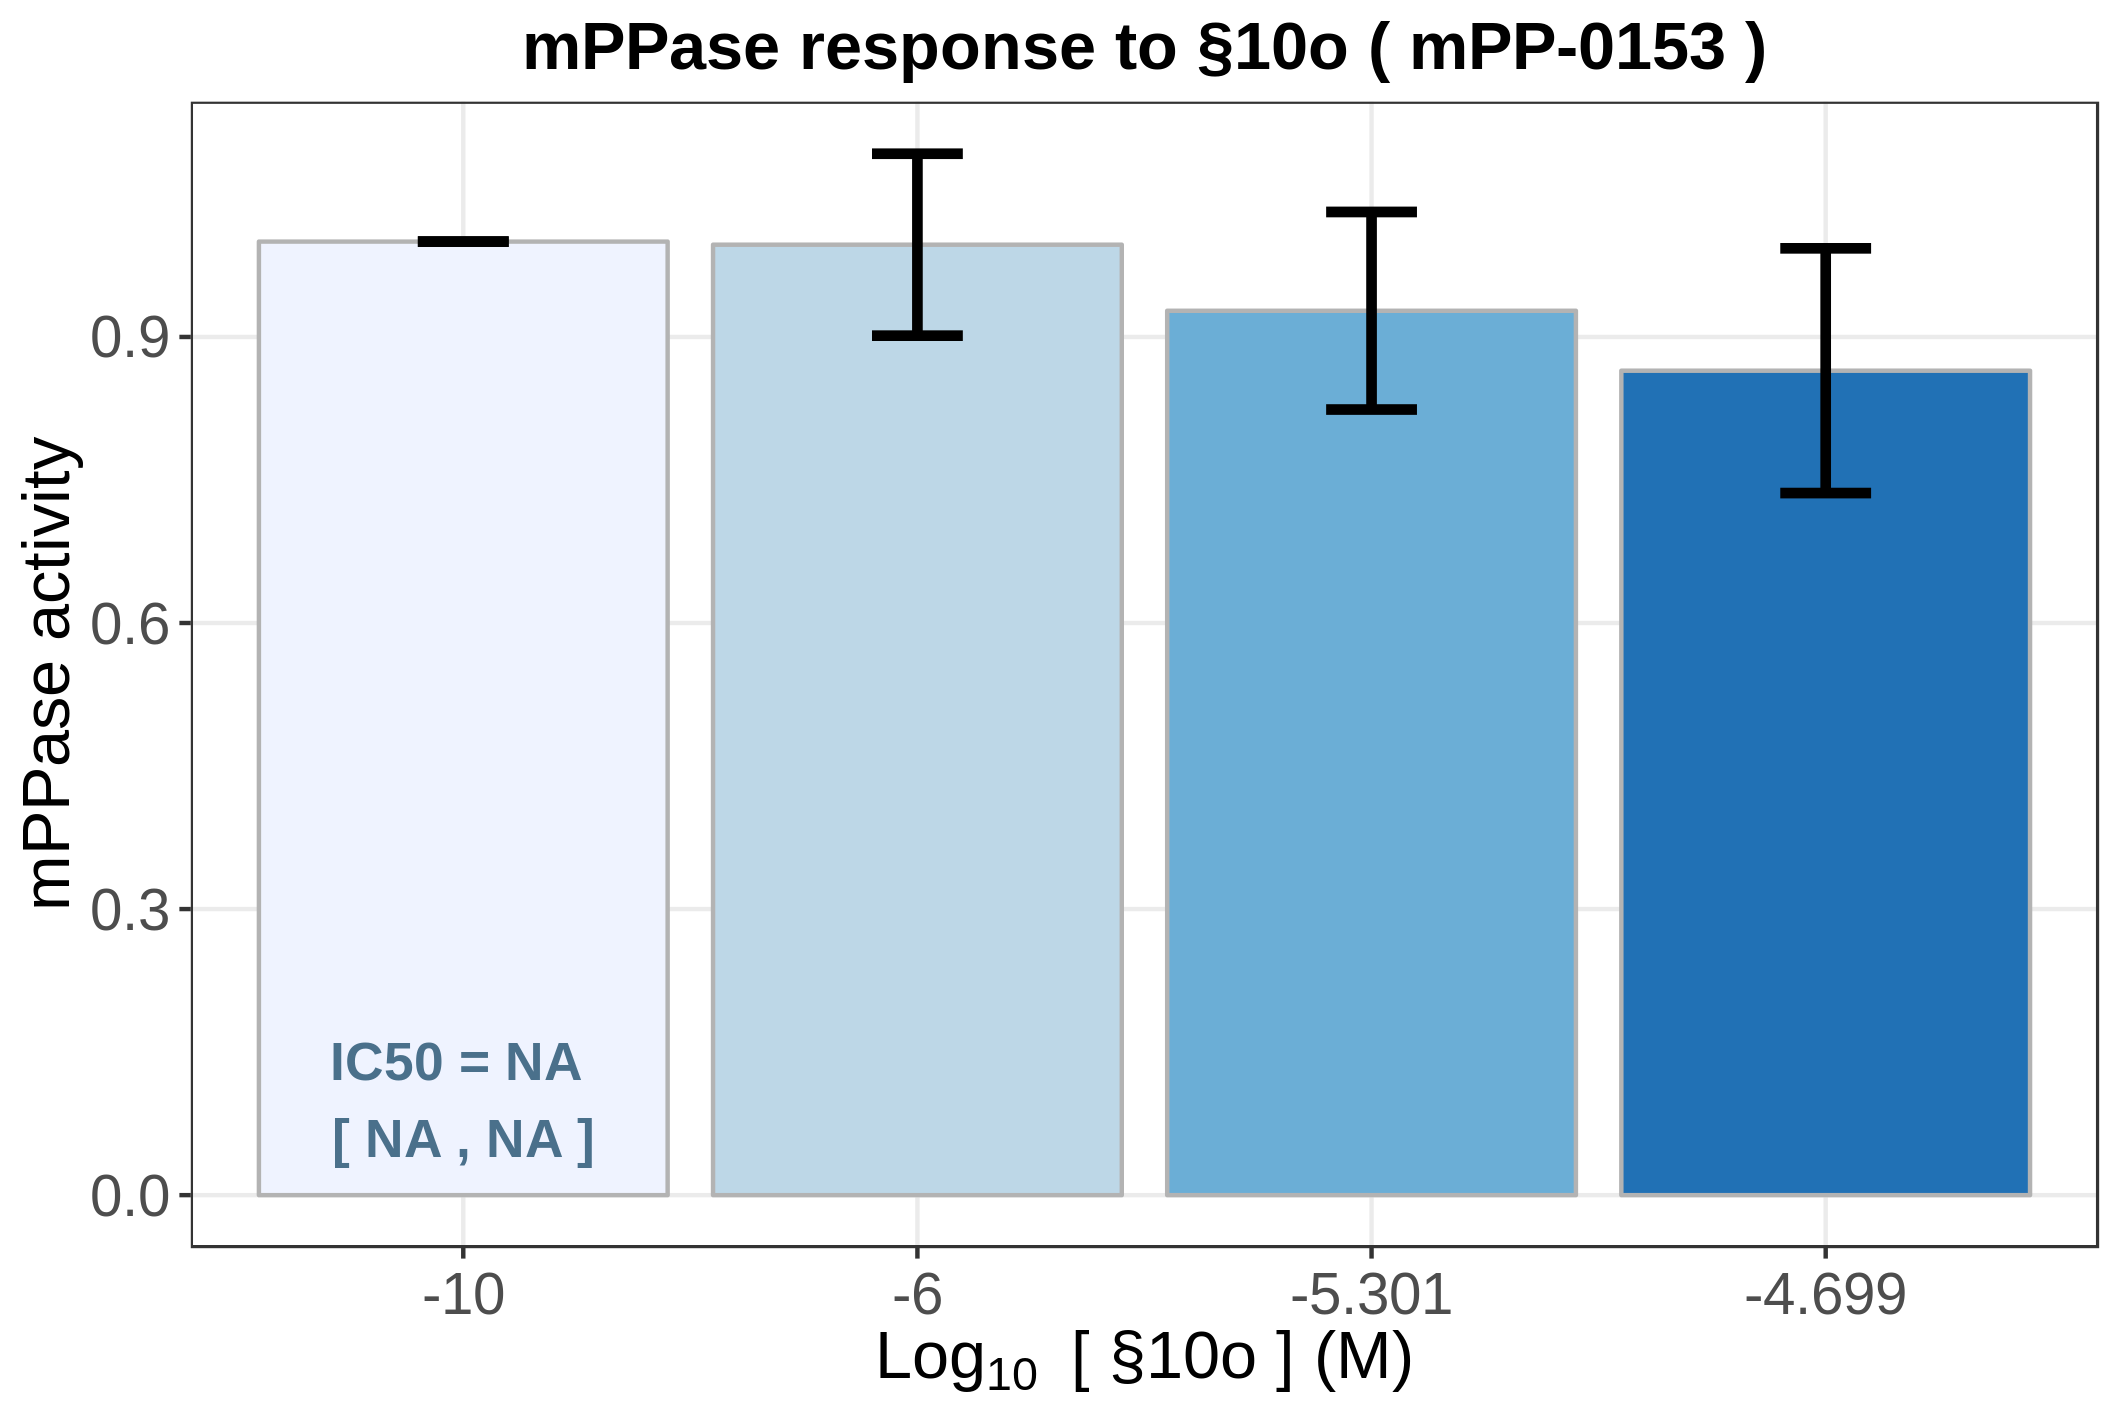 mPPase response to §10o ( mPP-0153 )
mPPase activity
0.9
0.6
0.3
0.0
IC50 = NA
[ NA , NA ]
-10
-6
-5.301
-4.699
Log10 [ §10o ] (M)